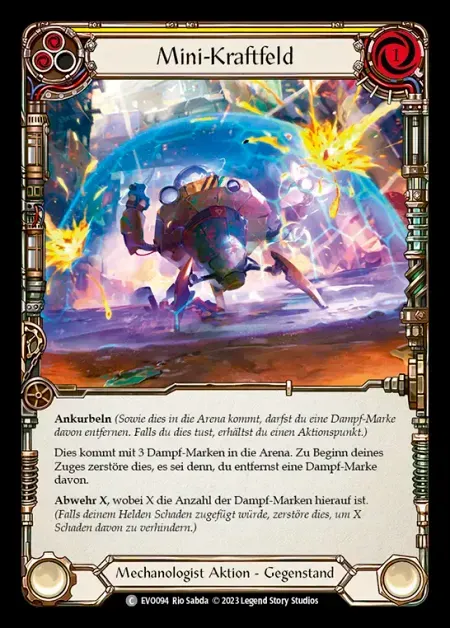 Mini-Kraftfeld
1
Ankurbeln (Sowie dies in die Arena kommt, darfst du eine Dampf-Marke
davon entfernen. Falls du dies tust, erhältst du einen Aktionspunkt.)
Dies kommt mit 3 Dampf-Marken in die Arena. Zu Beginn deines
Zuges zerstöre dies, es sei denn, du entfernst eine Dampf-Marke
davon.
Abwehr X, wobei X die Anzahl der Dampf-Marken hierauf ist.
(Falls deinem Helden Schaden zugefügt würde, zerstöre dies, um X
Schaden davon zu verhindern.)
Mechanologist Aktion - Gegenstand
C EVO094 Rio Sabda © 2023 Legend Story Studios